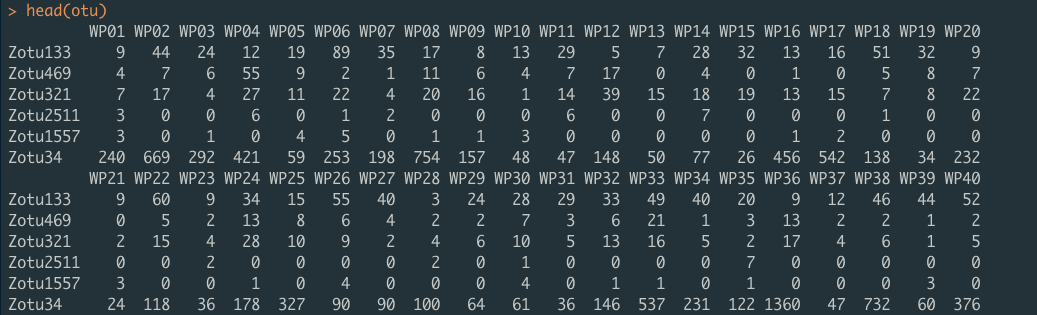 > head(otu)
WP01 WP02 WP03 WP04 WP05 WP06 WP07 WP08 WP09 WP10 WP11 WP12 WP13 WP14 WP15 WP16 WP17 WP18 WP19 WP20
Zotu133 9 44 24 12 19 89 35 17 8 13 29 5 7 28 32 13 16 51 32 9
Zotu469 4 7 6 55 9 2 1 11 6 4 7 17 0 4 0 1 0 5 8 7
Zotu321 7 17 4 27 11 22 4 20 16 1 14 39 15 18 19 13 15 7 8 22
Zotu2511 3 0 0 6 0 1 2 0 0 0 6 0 0 7 0 0 0 1 0 0
Zotu1557 3 0 1 0 4 5 0 1 1 3 0 0 0 0 0 1 2 0 0 0
Zotu34 240 669 292 421 59 253 198 754 157 48 47 148 50 77 26 456 542 138 34 232
WP21 WP22 WP23 WP24 WP25 WP26 WP27 WP28 WP29 WP30 WP31 WP32 WP33 WP34 WP35 WP36 WP37 WP38 WP39 WP40
Zotu133 9 60 9 34 15 55 40 3 24 28 29 33 49 40 20 9 12 46 44 52
Zotu469 0 5 2 13 8 6 4 2 2 7 3 6 21 1 3 13 2 2 1 2
Zotu321 2 15 4 28 10 9 2 4 6 10 5 13 16 5 2 17 4 6 1 5
Zotu2511 0 0 2 0 0 0 0 2 0 1 0 0 0 0 7 0 0 0 0 0
Zotu1557 3 0 0 1 0 4 0 0 0 4 0 1 1 0 1 0 0 0 3 0
Zotu34 24 118 36 178 327 90 90 100 64 61 36 146 537 231 122 1360 47 732 60 376